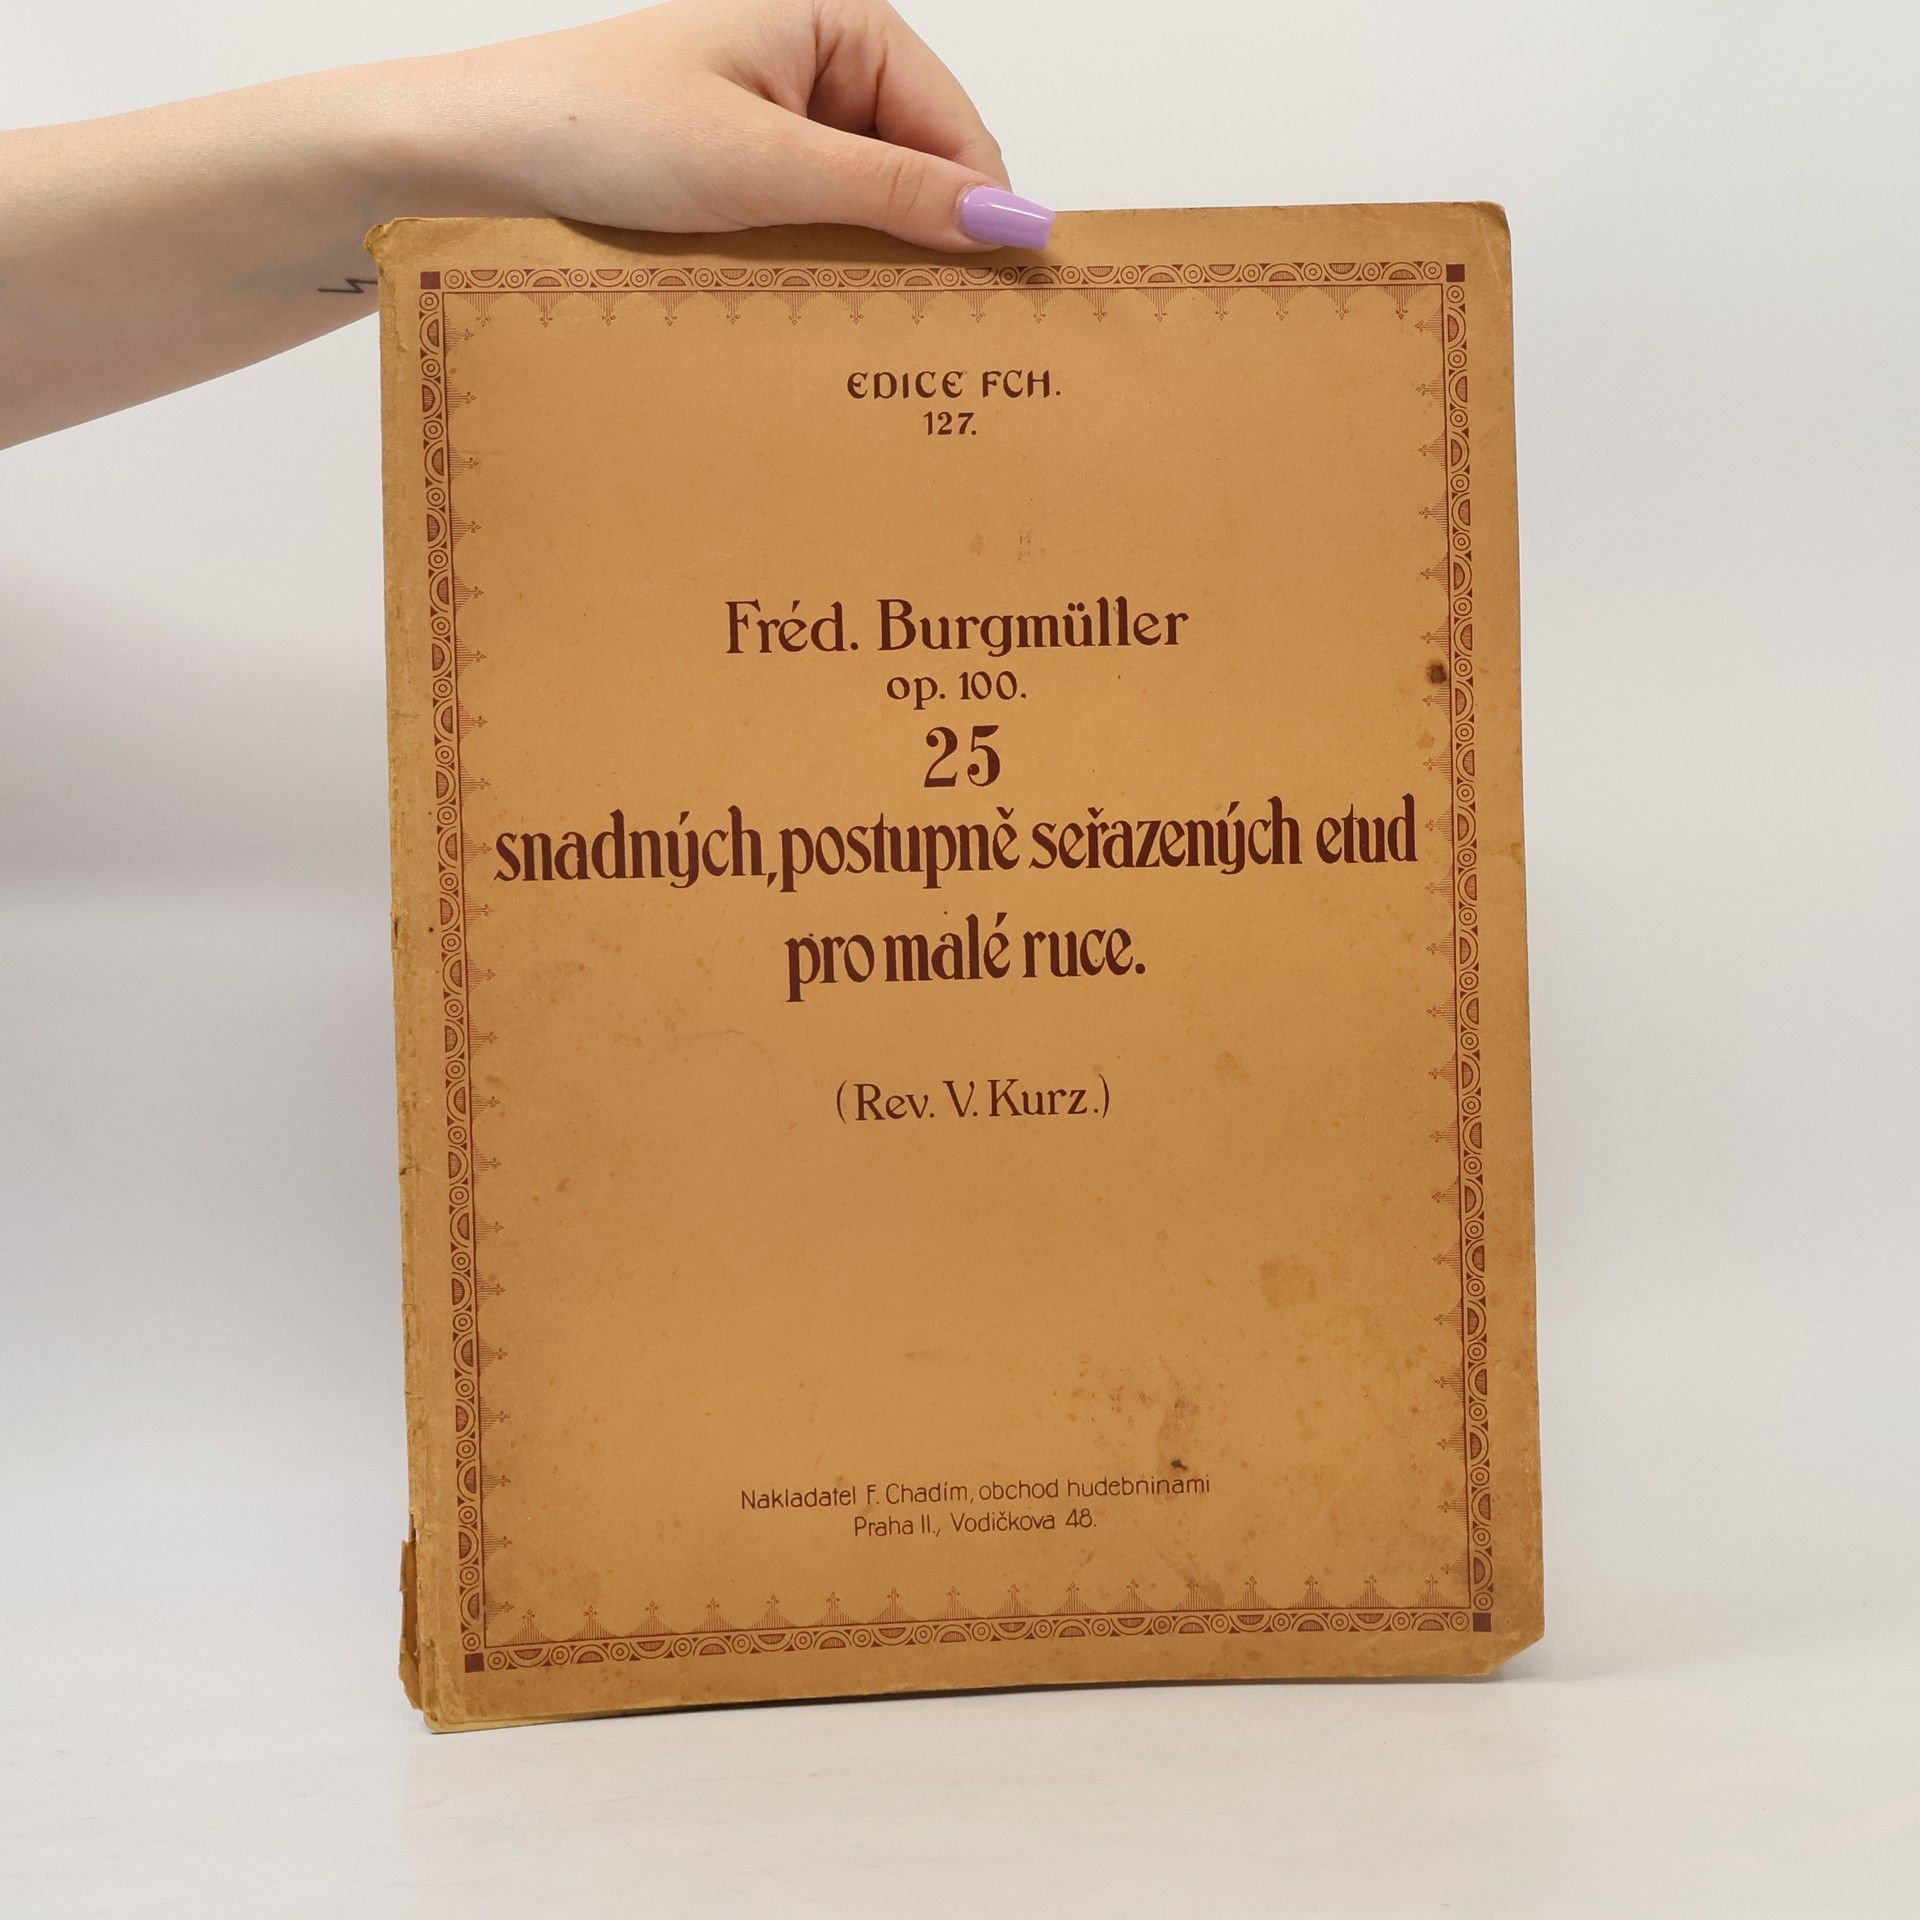 EDICE FCH.
127.
Fréd. Burgmüller
op. 100.
25
snadných, postupně seřazených etud
pro malé ruce.
(Rev. V. Kurz.)
Nakladatel F. Chadím, obchod hudebninami
Praha II., Vodičkova 48.